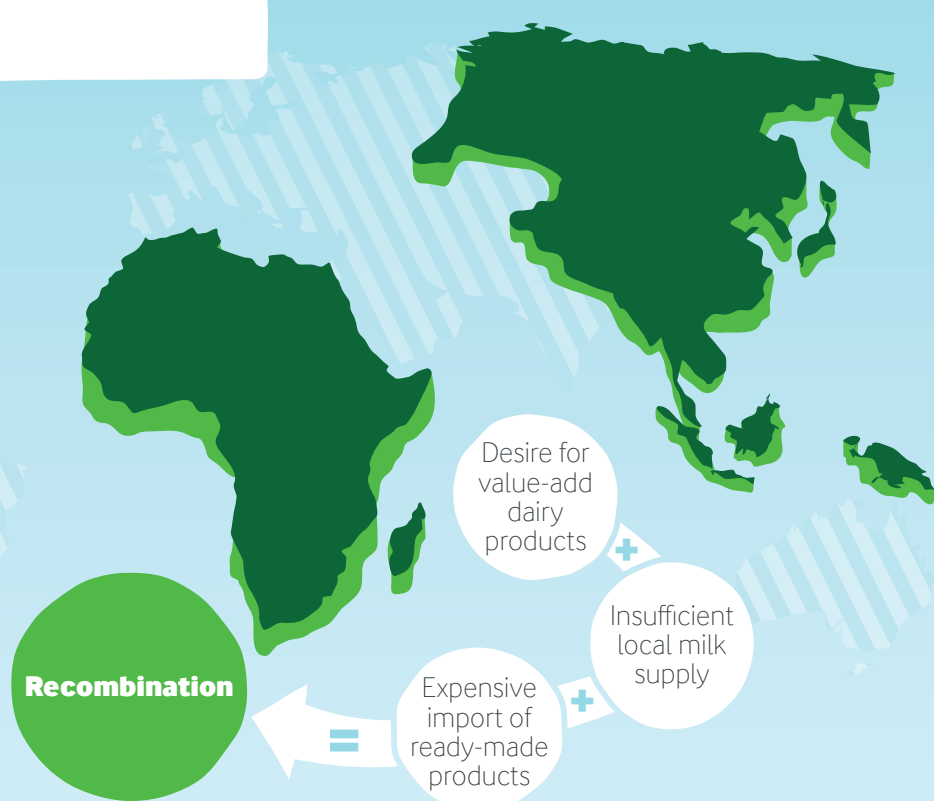 Desire for
value-add
dairy
products
+
Insufficient
local milk
supply
+
Expensive
import of
ready-made
products
=
Recombination